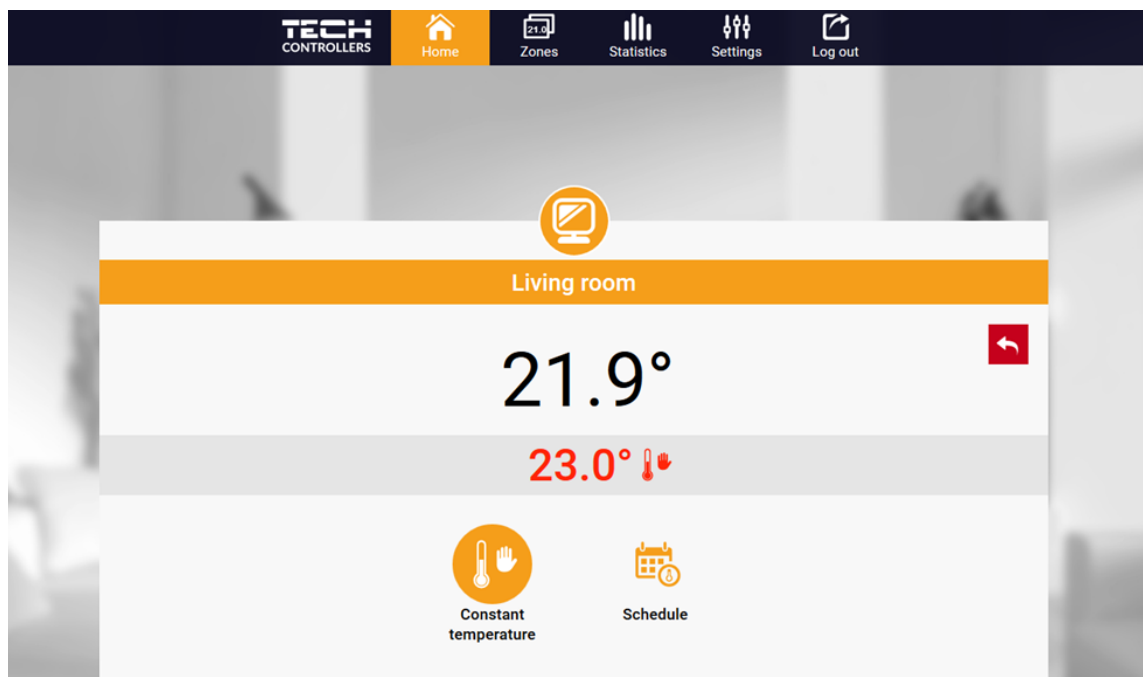 TECH
CONTROLLERS
Home
21.0
Zones
Statistics
Settings
Log out
Living room
21.9°
23.0°
Constant
temperature
Schedule